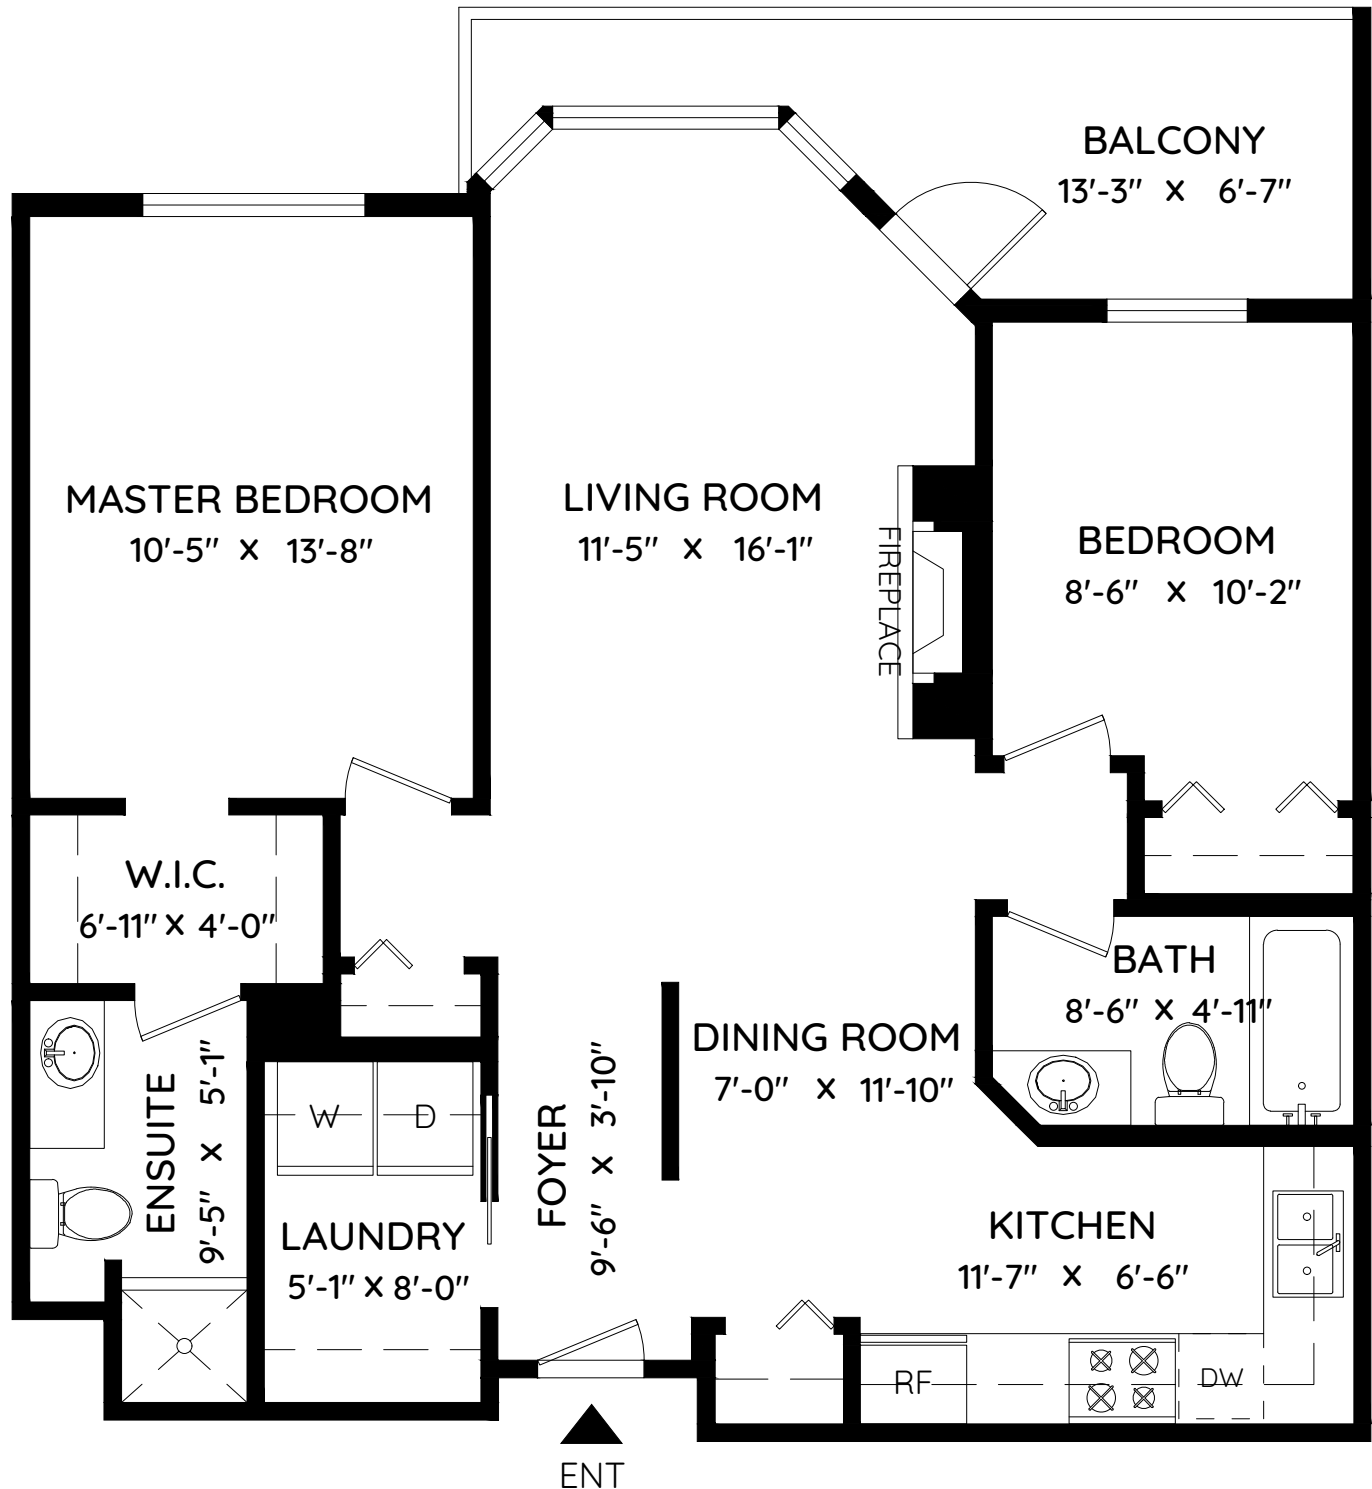 BALCONY
13'-3" X 6'-7"
MASTER BEDROOM
10'-5" X 13'-8"
LIVING ROOM
11'-5" X 16'-1"
FIREPLACE
BEDROOM
8'-6" X 10'-2"
W.I.C.
6'-11" X 4'-0"
BATH
8'-6" X 4'-11"
ENSUITE
9'-5" X 5'-1"
W
D
LAUNDRY
5'-1" X 8'-0"
FOYER
9'-6" X 3'-10"
DINING ROOM
7'-0" X 11'-10"
KITCHEN
11'-7" X 6'-6"
RF
DW
ENT